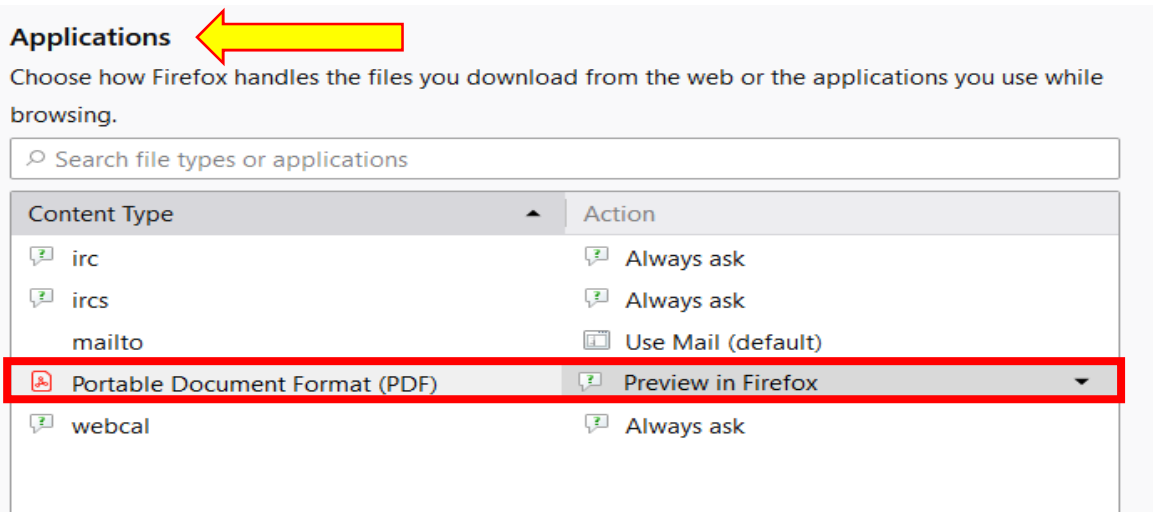 Applications
Choose how Firefox handles the files you download from the web or the applications you use while
browsing.
Search file types or applications
Content Type Action
irc Always ask
ircs Always ask
mailto Use Mail (default)
Portable Document Format (PDF) Preview in Firefox
webcal Always ask